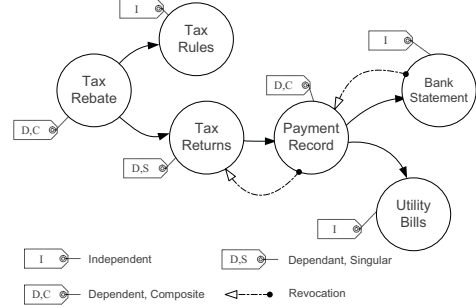 I
Tax
Rules
Tax
Rebate
D,C
I
Bank
Statement
D,C
Payment
Record
Tax
Returns
D,S
Utility
Bills
I
I Independent
D,S Dependant, Singular
D,C Dependent, Composite
Revocation